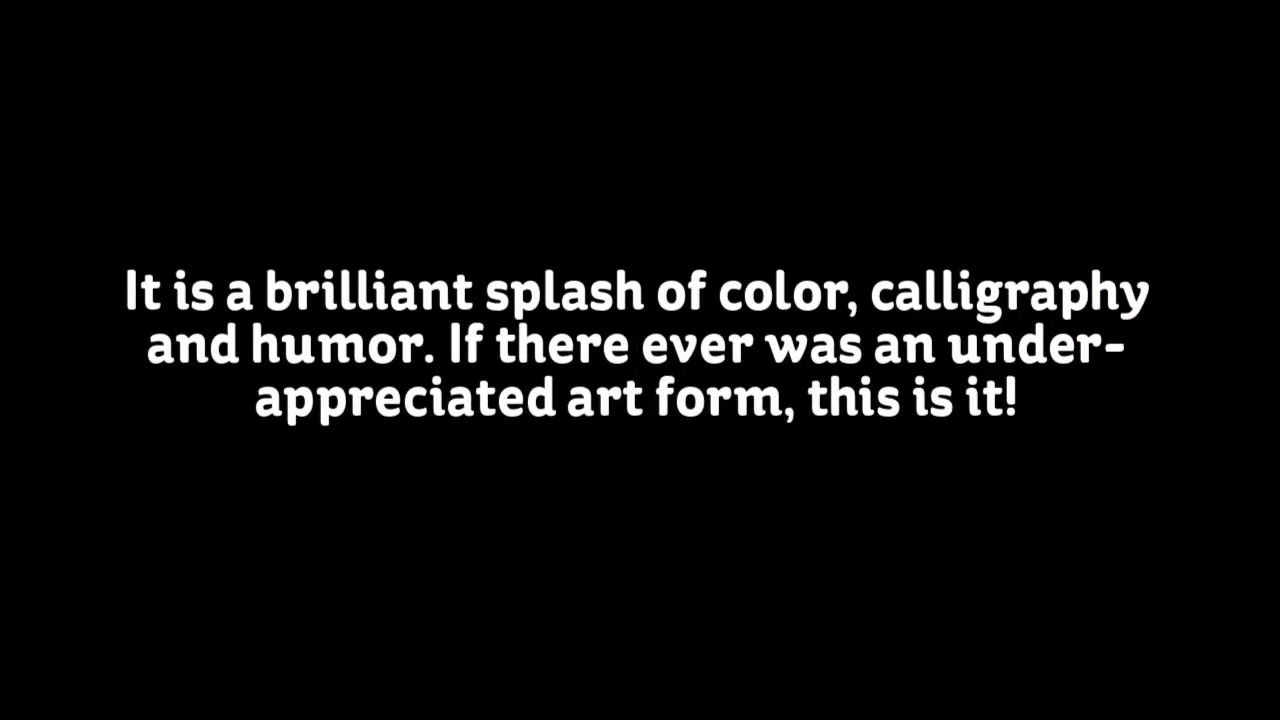 It is a brilliant splash of color, calligraphy
and humor. If there ever was an under-
appreciated art form, this is it!